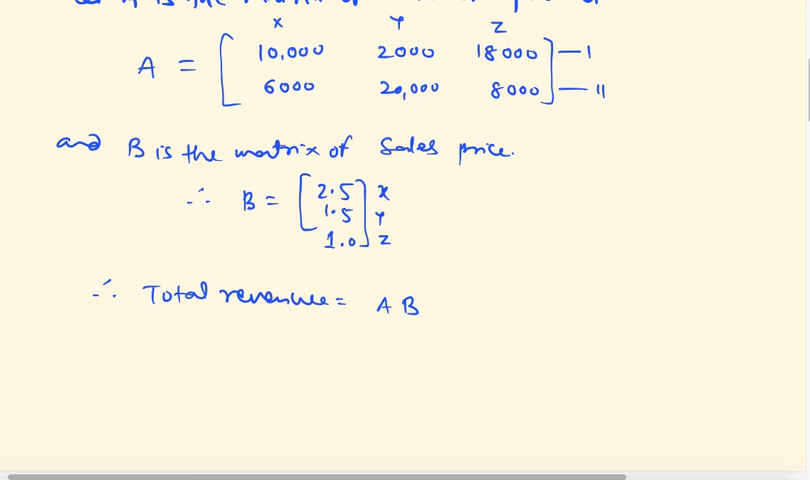 X Y Z
A = [ 10,000 2000 18000 ] — I
6000 20,000 8000 — II
and B is the matrix of Sales price.
∴ B = [ 2.5 ] X
1.5 Y
1.0 Z
∴ Total revenue = AB